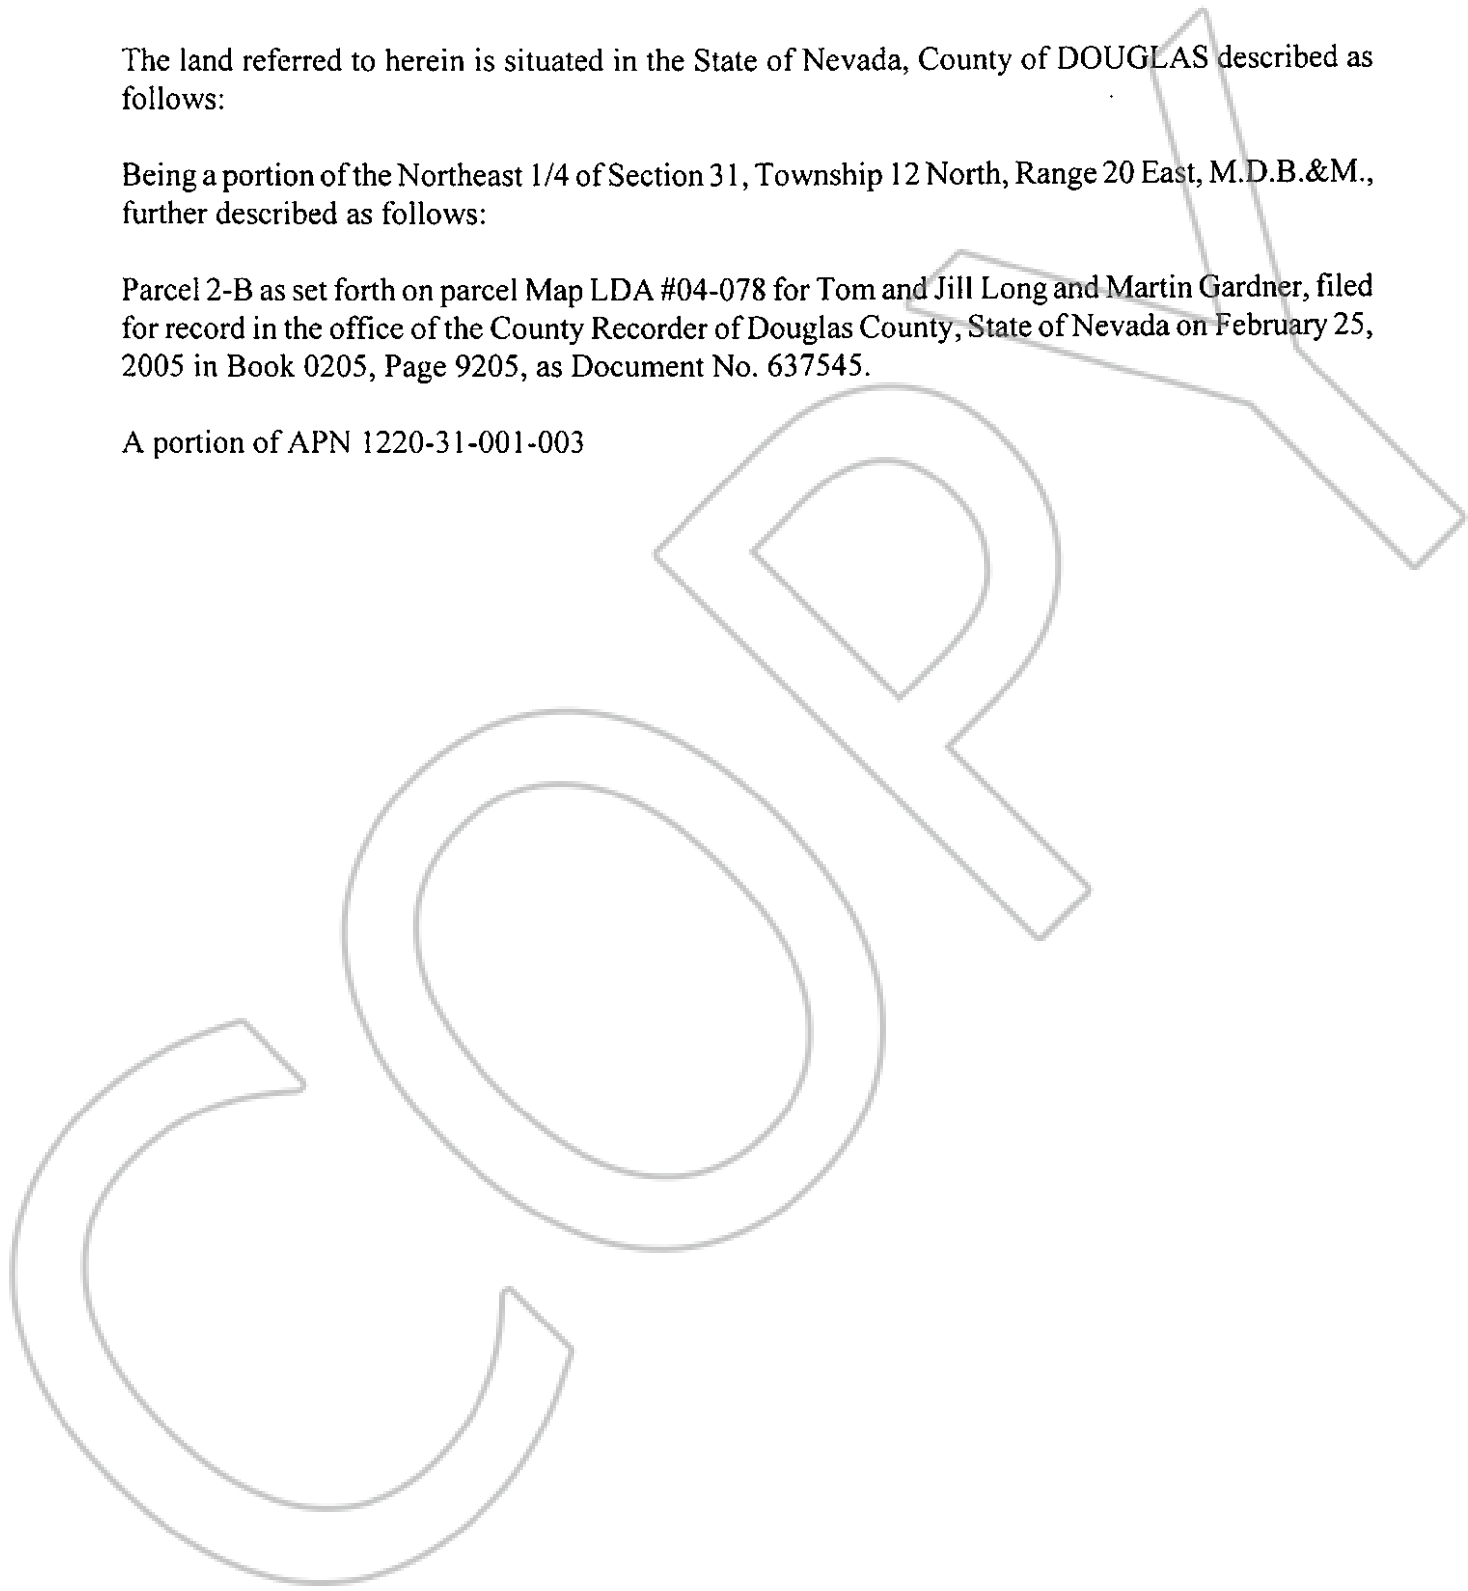 The land referred to herein is situated in the State of Nevada, County of DOUGLAS described as
follows:
Being a portion of the Northeast 1/4 of Section 31, Township 12 North, Range 20 East, M.D.B.&M.,
further described as follows:
Parcel 2-B as set forth on parcel Map LDA #04-078 for Tom and Jill Long and Martin Gardner, filed
for record in the office of the County Recorder of Douglas County, State of Nevada on February 25,
2005 in Book 0205, Page 9205, as Document No. 637545.
A portion of APN 1220-31-001-003
COPY